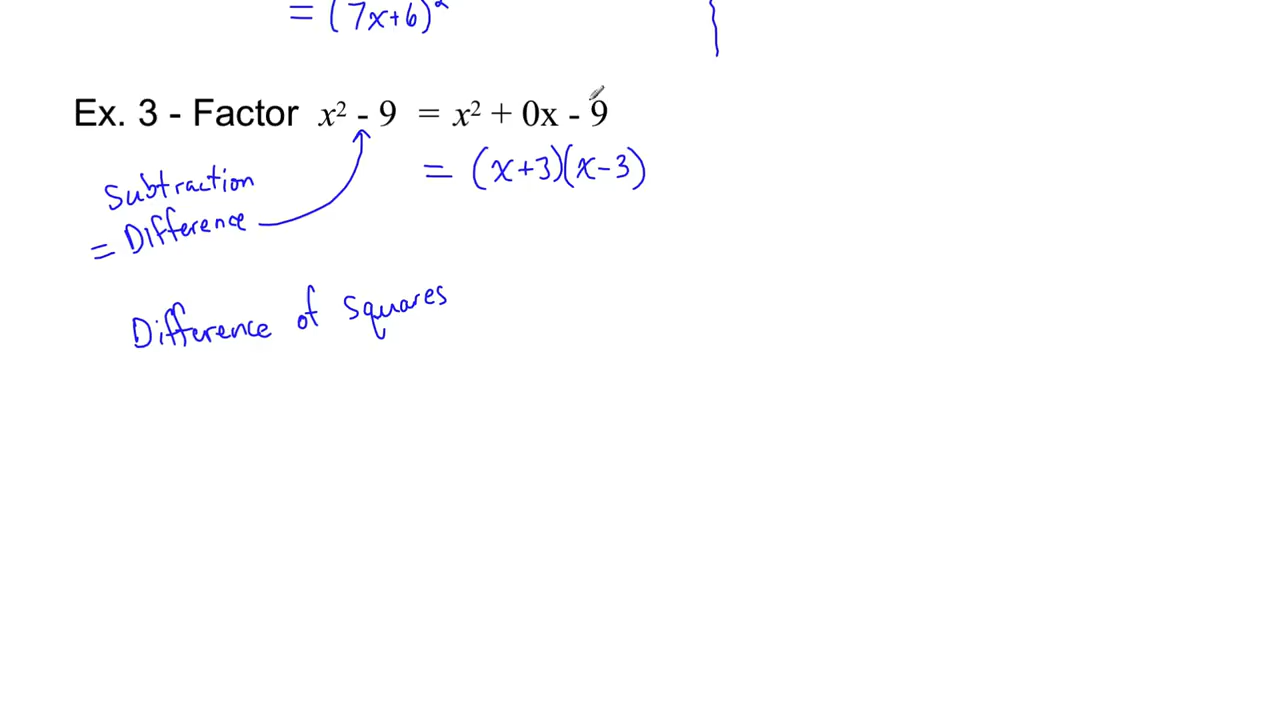 = (7x+6)²
Ex. 3 - Factor x² - 9 = x² + 0x - 9
= (x+3)(x-3)
Subtraction
= Difference
Difference of Squares